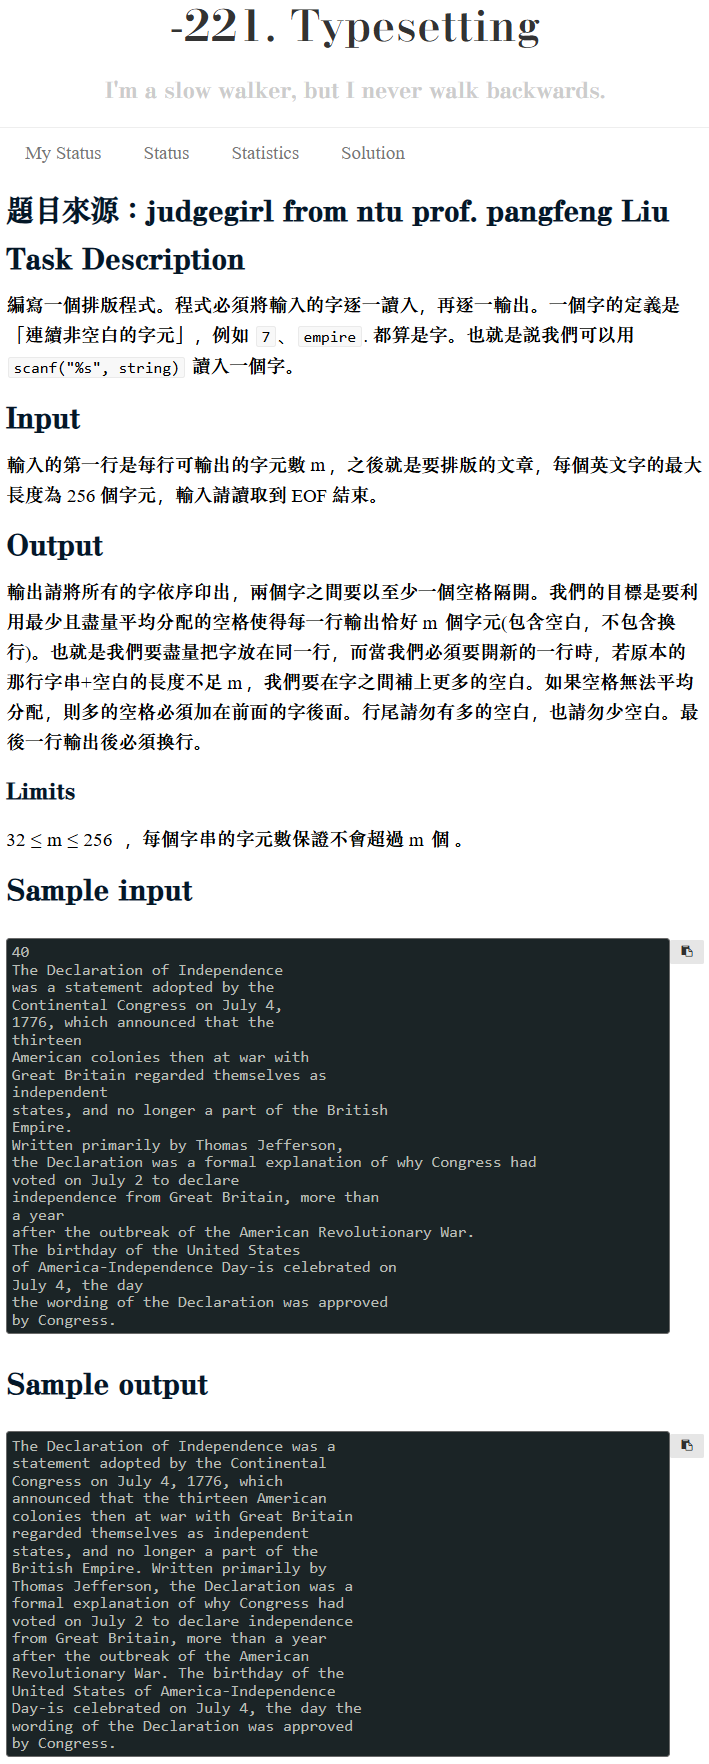 -221. Typesetting
I'm a slow walker, but I never walk backwards.
My Status Status Statistics Solution
題目來源：judgegirl from ntu prof. pangfeng Liu
Task Description
編寫一個排版程式。程式必須將輸入的字逐一讀入，再逐一輸出。一個字的定義是
「連續非空白的字元」，例如 7 、 empire . 都算是字。也就是說我們可以用
scanf("%s", string) 讀入一個字。
Input
輸入的第一行是每行可輸出的字元數 m ，之後就是要排版的文章，每個英文字的最大
長度為 256 個字元，輸入請讀取到 EOF 結束。
Output
輸出請將所有的字依序印出，兩個字之間要以至少一個空格隔開。我們的目標是要利
用最少且盡量平均分配的空格使得每一行輸出恰好 m 個字元(包含空白，不包含換
行)。也就是我們要盡量把字放在同一行，而當我們必須要開新的一行時，若原本的
那行字串+空白的長度不足 m ，我們要在字之間補上更多的空白。如果空格無法平均
分配，則多的空格必須加在前面的字後面。行尾請勿有多的空白，也請勿少空白。最
後一行輸出後必須換行。
Limits
32 ≤ m ≤ 256 ，每個字串的字元數保證不會超過 m 個 。
Sample input
40
The Declaration of Independence
was a statement adopted by the
Continental Congress on July 4,
1776, which announced that the
thirteen
American colonies then at war with
Great Britain regarded themselves as
independent
states, and no longer a part of the British
Empire.
Written primarily by Thomas Jefferson,
the Declaration was a formal explanation of why Congress had
voted on July 2 to declare
independence from Great Britain, more than
a year
after the outbreak of the American Revolutionary War.
The birthday of the United States
of America-Independence Day-is celebrated on
July 4, the day
the wording of the Declaration was approved
by Congress.
Sample output
The Declaration of Independence was a
statement adopted by the Continental
Congress on July 4, 1776, which
announced that the thirteen American
colonies then at war with Great Britain
regarded themselves as independent
states, and no longer a part of the
British Empire. Written primarily by
Thomas Jefferson, the Declaration was a
formal explanation of why Congress had
voted on July 2 to declare independence
from Great Britain, more than a year
after the outbreak of the American
Revolutionary War. The birthday of the
United States of America-Independence
Day-is celebrated on July 4, the day the
wording of the Declaration was approved
by Congress.